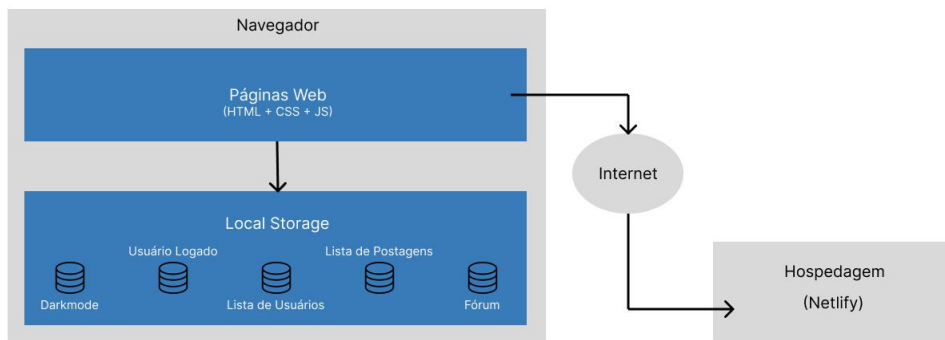 Navegador
Páginas Web
(HTML + CSS + JS)
Internet
Local Storage
Usuário Logado
Lista de Postagens
Darkmode
Lista de Usuários
Fórum
Hospedagem
(Netlify)